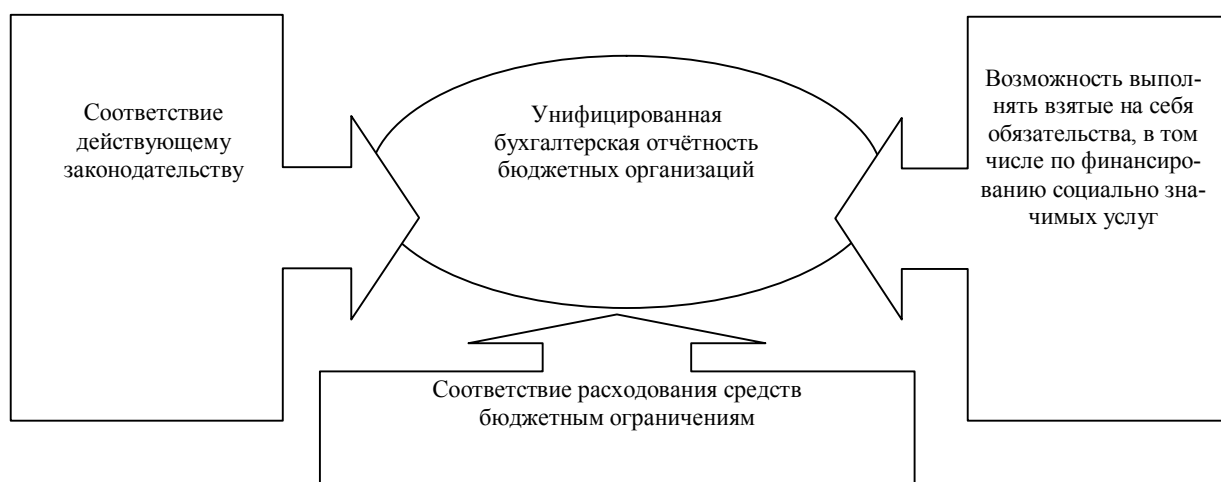 Соответствие
действующему
законодательству
Унифицированная
бухгалтерская отчётность
бюджетных организаций
Возможность выпол-
нять взятые на себя
обязательства, в том
числе по финансиро-
ванию социально зна-
чимых услуг
Соответствие расходования средств
бюджетным ограничениям